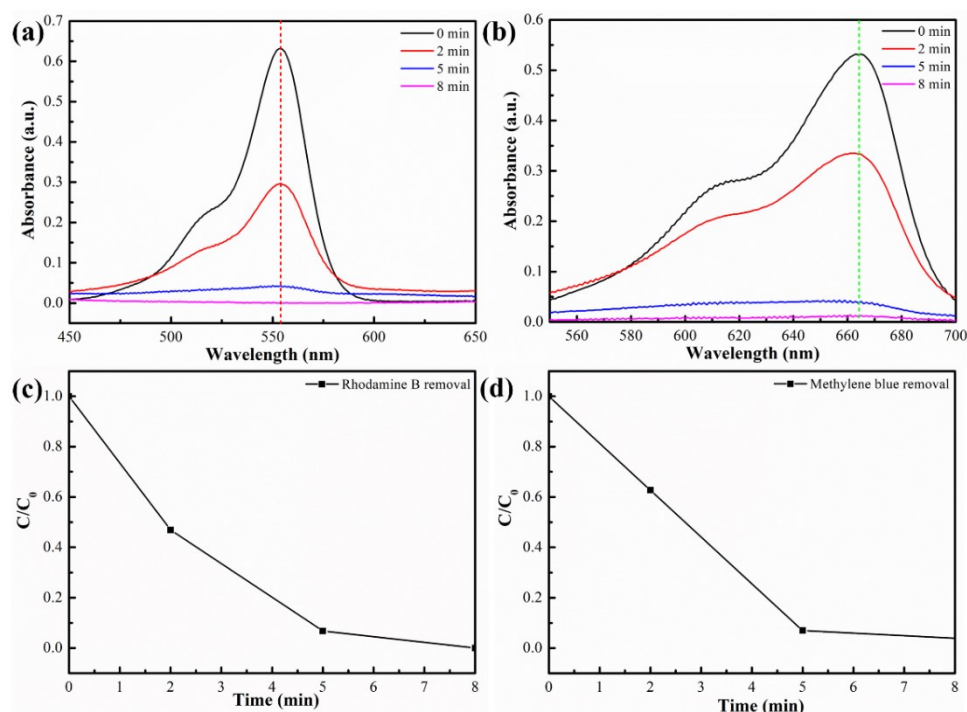 (a)
0 min
2 min
5 min
8 min
Absorbance (a.u.)
0.7
0.6
0.5
0.4
0.3
0.2
0.1
0.0
450 500 550 600 650
Wavelength (nm)
(b)
0 min
2 min
5 min
8 min
Absorbance (a.u.)
0.6
0.5
0.4
0.3
0.2
0.1
0.0
560 580 600 620 640 660 680 700
Wavelength (nm)
(c)
Rhodamine B removal
C/C0
1.0
0.8
0.6
0.4
0.2
0.0
0 1 2 3 4 5 6 7 8
Time (min)
(d)
Methylene blue removal
C/C0
1.0
0.8
0.6
0.4
0.2
0.0
0 1 2 3 4 5 6 7 8
Time (min)